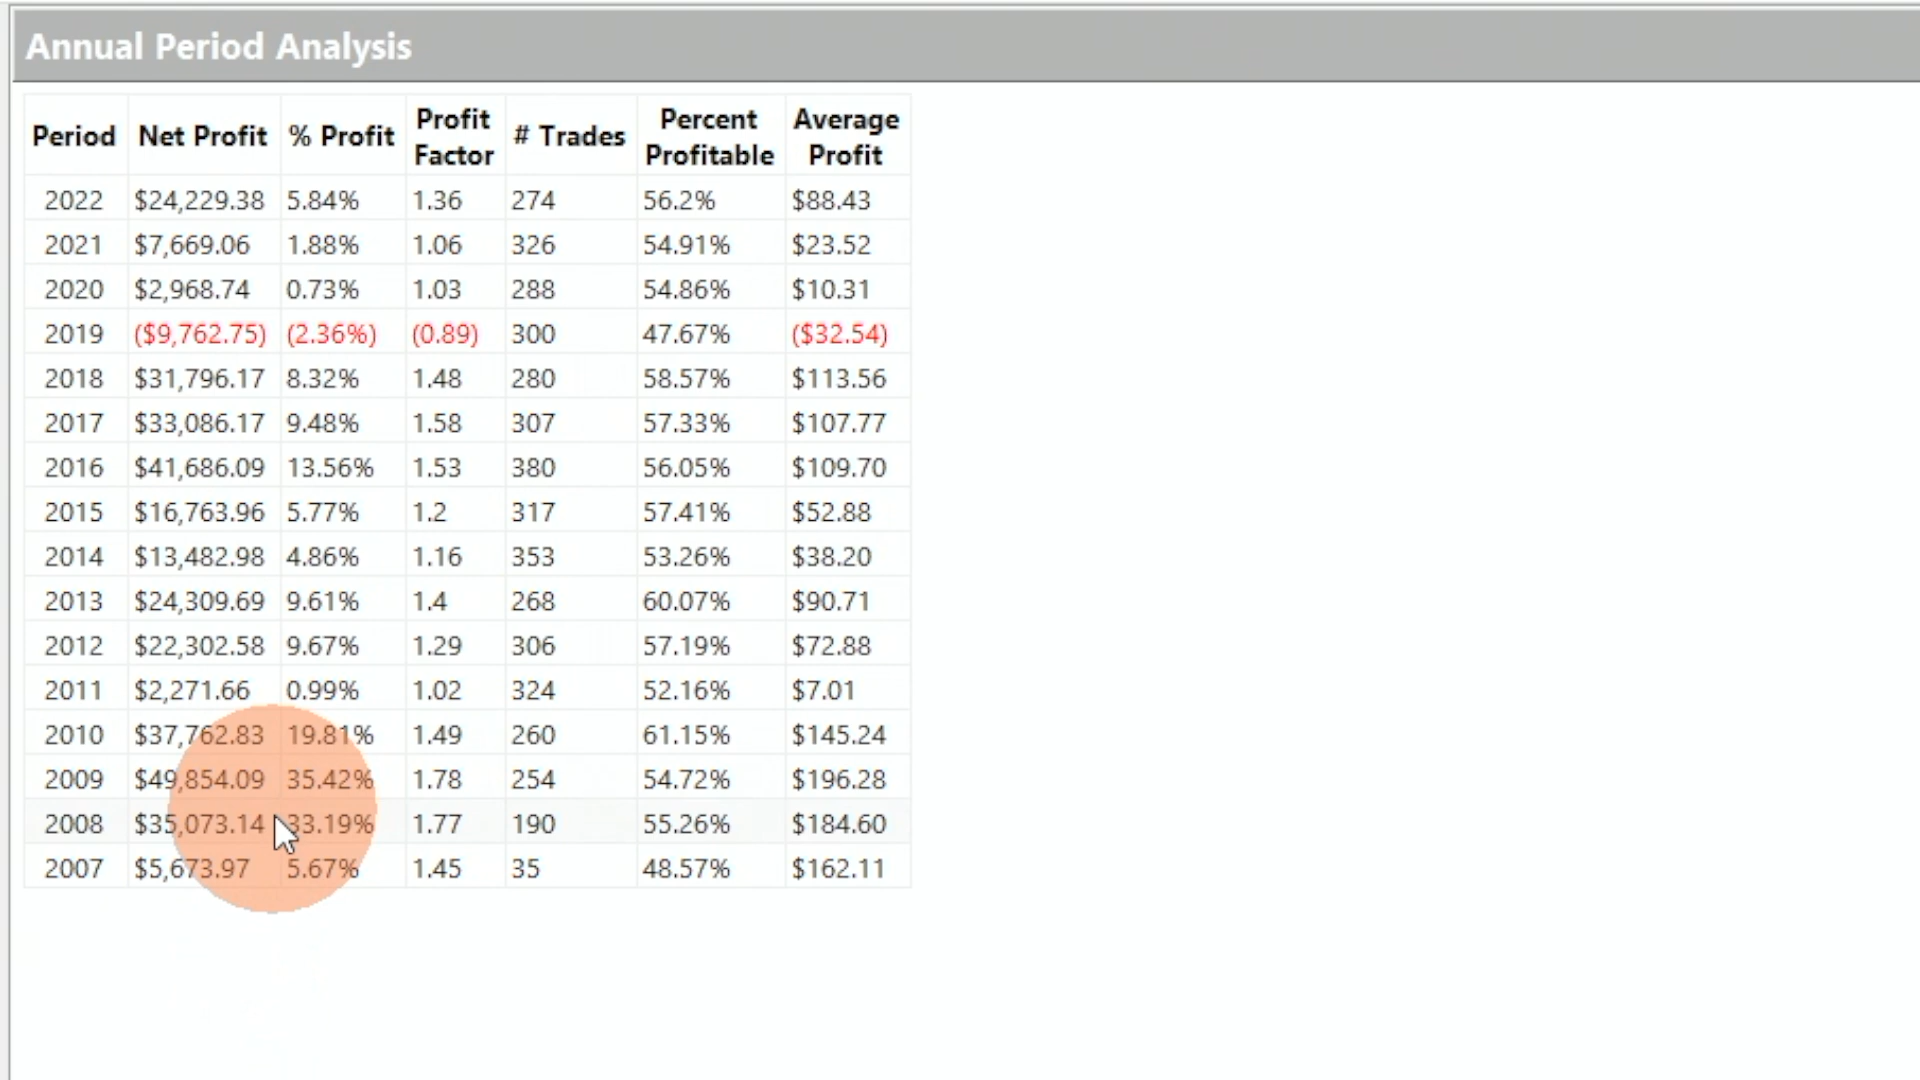 Annual Period Analysis
Period Net Profit % Profit Profit Factor # Trades Percent Profitable Average Profit
2022 $24,229.38 5.84% 1.36 274 56.2% $88.43
2021 $7,669.06 1.88% 1.06 326 54.91% $23.52
2020 $2,968.74 0.73% 1.03 288 54.86% $10.31
2019 ($9,762.75) (2.36%) (0.89) 300 47.67% ($32.54)
2018 $31,796.17 8.32% 1.48 280 58.57% $113.56
2017 $33,086.17 9.48% 1.58 307 57.33% $107.77
2016 $41,686.09 13.56% 1.53 380 56.05% $109.70
2015 $16,763.96 5.77% 1.2 317 57.41% $52.88
2014 $13,482.98 4.86% 1.16 353 53.26% $38.20
2013 $24,309.69 9.61% 1.4 268 60.07% $90.71
2012 $22,302.58 9.67% 1.29 306 57.19% $72.88
2011 $2,271.66 0.99% 1.02 324 52.16% $7.01
2010 $37,762.83 19.81% 1.49 260 61.15% $145.24
2009 $49,854.09 35.42% 1.78 254 54.72% $196.28
2008 $35,073.14 33.19% 1.77 190 55.26% $184.60
2007 $5,673.97 5.67% 1.45 35 48.57% $162.11